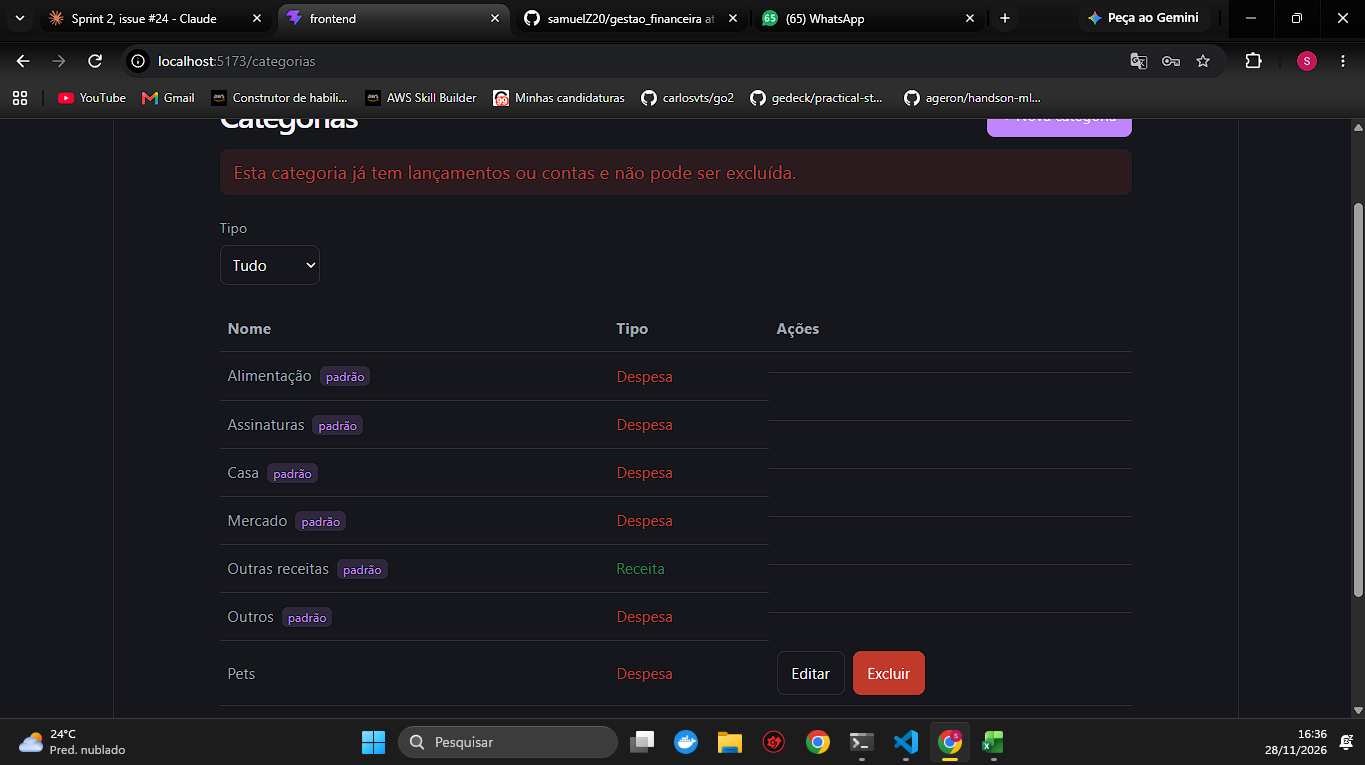 Sprint 2, issue #24 - Claude
frontend
samuelZ20/gestao_financeira at
65
(65) WhatsApp
Peça ao Gemini
localhost:5173/categorias
S
YouTube
Gmail
Construtor de habili...
AWS Skill Builder
Minhas candidaturas
carlosvts/go2
gedeck/practical-st...
ageron/handson-ml...
Categorias
+ Nova categoria
Esta categoria já tem lançamentos ou contas e não pode ser excluída.
Tipo
Tudo
Nome Tipo Ações
Alimentação padrão Despesa
Assinaturas padrão Despesa
Casa padrão Despesa
Mercado padrão Despesa
Outras receitas padrão Receita
Outros padrão Despesa
Pets Despesa Editar Excluir
24°C
Pred. nublado
Pesquisar
16:36
28/11/2026